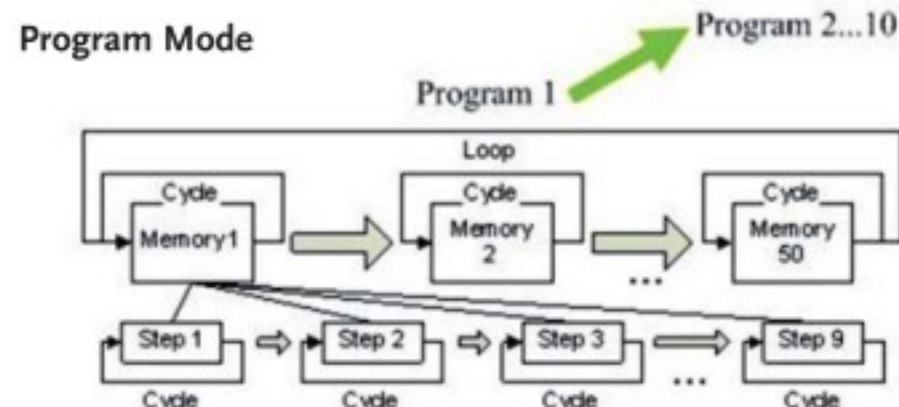 Program Mode
Program 2...10
Program 1
Loop
Cycle Cycle Cycle
Memory1 Memory 2 Memory 50
...
Step 1 Step 2 Step 3 Step 9
...
Cycle Cycle Cycle Cycle